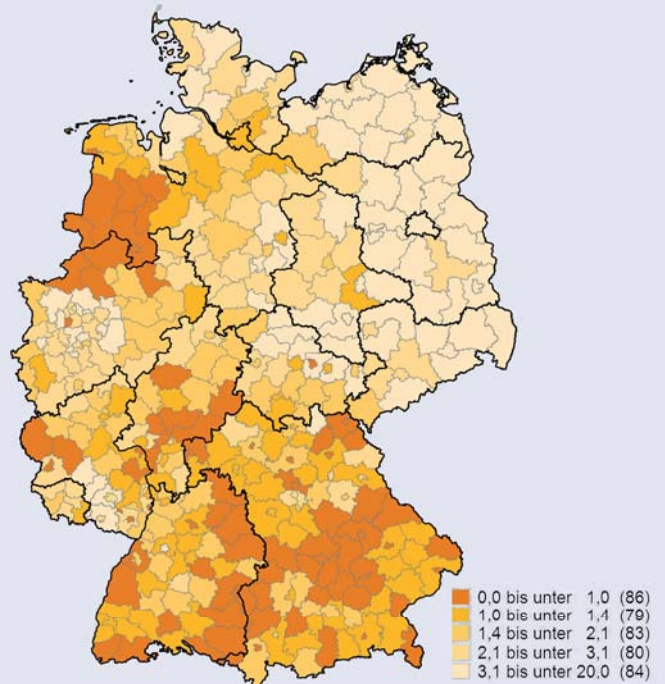 0,0 bis unter 1,0 (86)
1,0 bis unter 1,4 (79)
1,4 bis unter 2,1 (83)
2,1 bis unter 3,1 (80)
3,1 bis unter 20,0 (84)